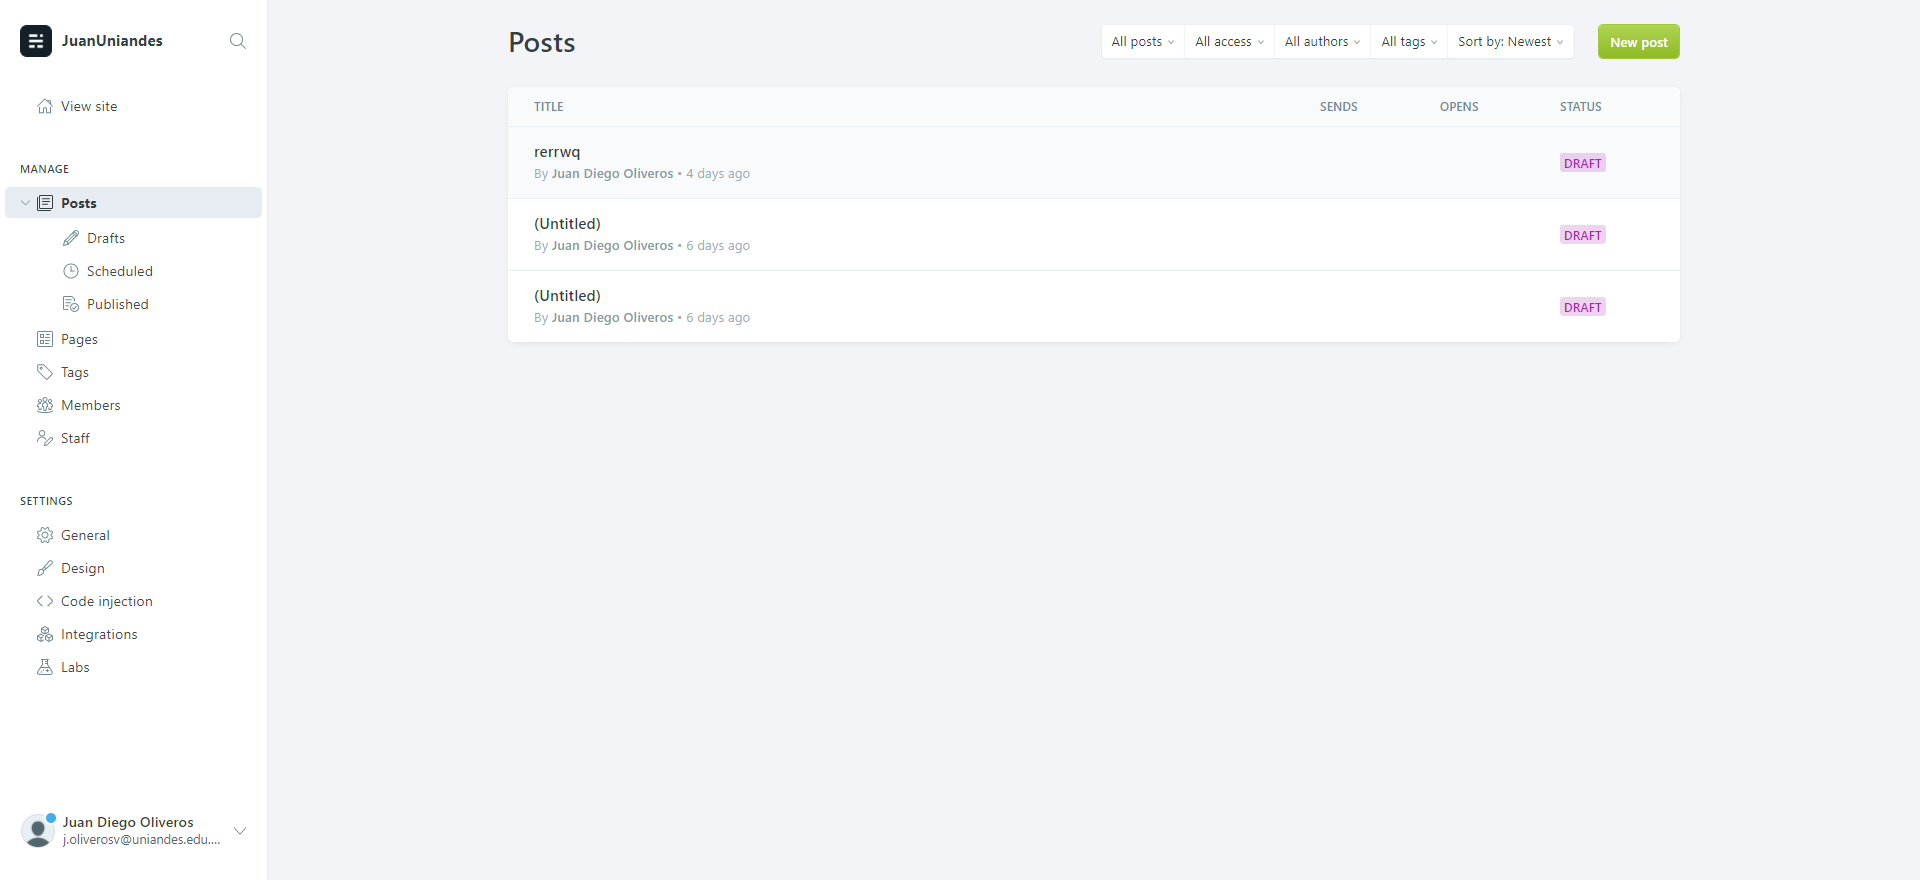 JuanUniandes
View site
MANAGE
Posts
Drafts
Scheduled
Published
Pages
Tags
Members
Staff
SETTINGS
General
Design
Code injection
Integrations
Labs
Juan Diego Oliveros
j.oliverosv@uniandes.edu....
Posts
All posts
All access
All authors
All tags
Sort by: Newest
New post
TITLE SENDS OPENS STATUS
rerrwq
By Juan Diego Oliveros • 4 days ago
DRAFT
(Untitled)
By Juan Diego Oliveros • 6 days ago
DRAFT
(Untitled)
By Juan Diego Oliveros • 6 days ago
DRAFT